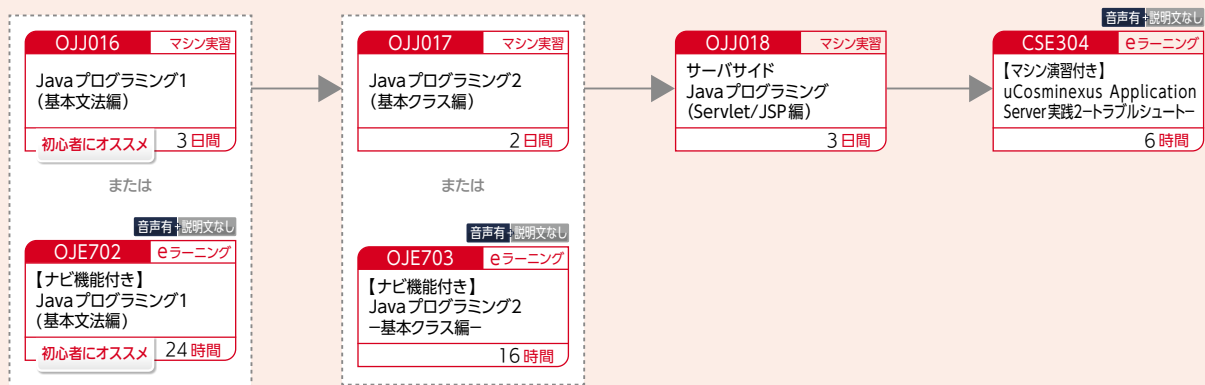 OJJ016 マシン実習
Javaプログラミング1
(基本文法編)
初心者にオススメ 3日間
または
音声有+説明文なし
OJE702 eラーニング
【ナビ機能付き】
Javaプログラミング1
(基本文法編)
初心者にオススメ 24時間
OJJ017 マシン実習
Javaプログラミング2
(基本クラス編)
2日間
または
音声有+説明文なし
OJE703 eラーニング
【ナビ機能付き】
Javaプログラミング2
−基本クラス編−
16時間
OJJ018 マシン実習
サーバサイド
Javaプログラミング
(Servlet/JSP編)
3日間
音声有+説明文なし
CSE304 eラーニング
【マシン演習付き】
uCosminexus Application
Server実践2−トラブルシュート−
6時間